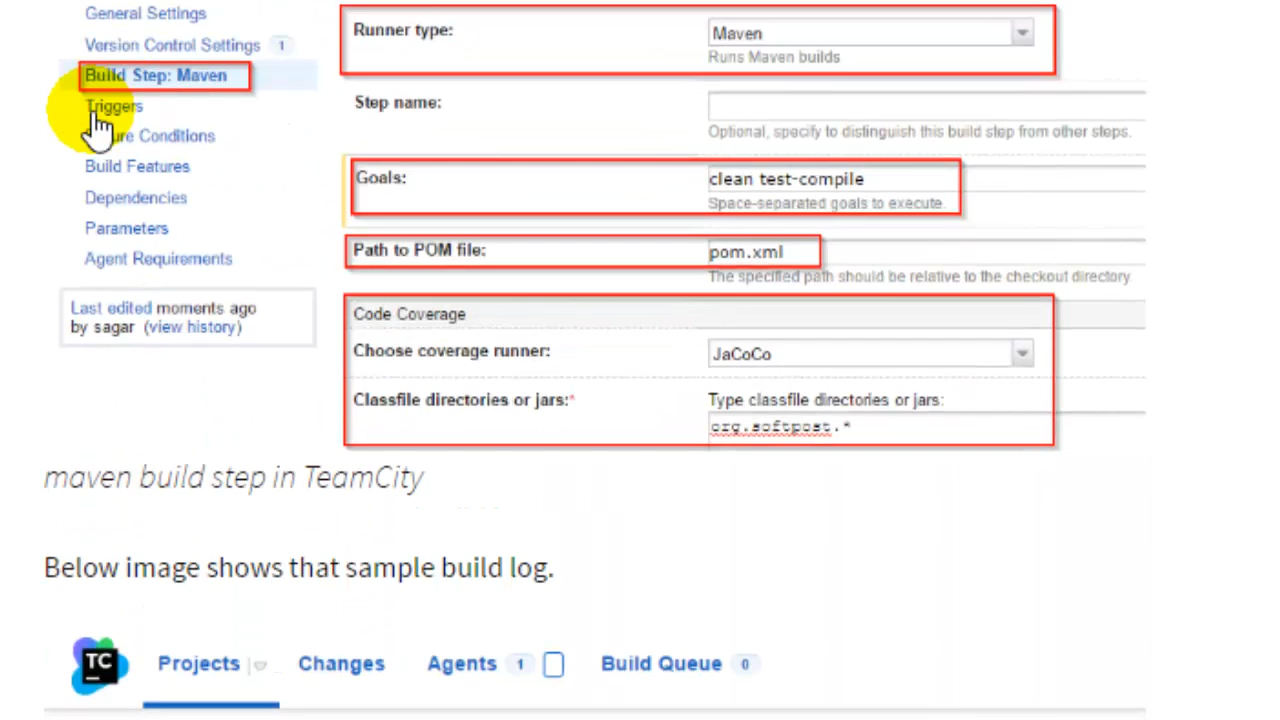 General Settings
Version Control Settings 1
Build Step: Maven
Triggers
Conditions
Build Features
Dependencies
Parameters
Agent Requirements
Last edited moments ago
by sagar (view history)
Runner type: Maven
Runs Maven builds
Step name:
Optional, specify to distinguish this build step from other steps.
Goals: clean test-compile
Space-separated goals to execute.
Path to POM file: pom.xml
The specified path should be relative to the checkout directory.
Code Coverage
Choose coverage runner: JaCoCo
Classfile directories or jars:* Type classfile directories or jars:
org.softpost.*
maven build step in TeamCity
Below image shows that sample build log.
TC Projects Changes Agents 1 Build Queue 0